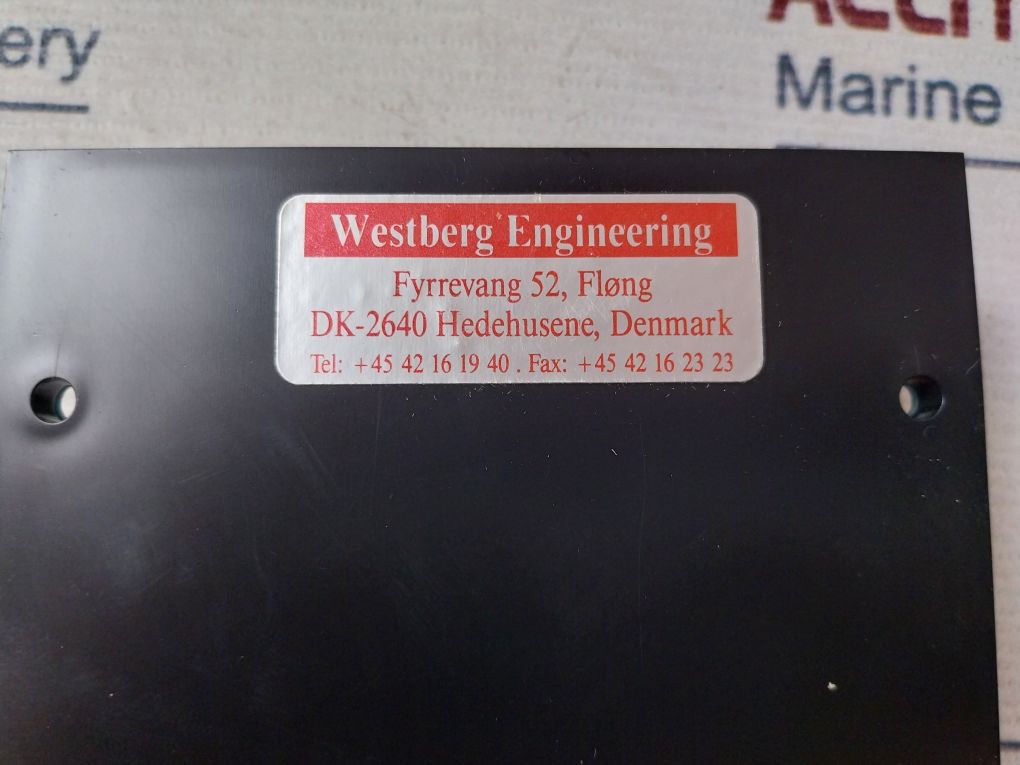 Marine
Westberg Engineering
Fyrrevang 52, Fløng
DK-2640 Hedehusene, Denmark
Tel: +45 42 16 19 40 . Fax: +45 42 16 23 23